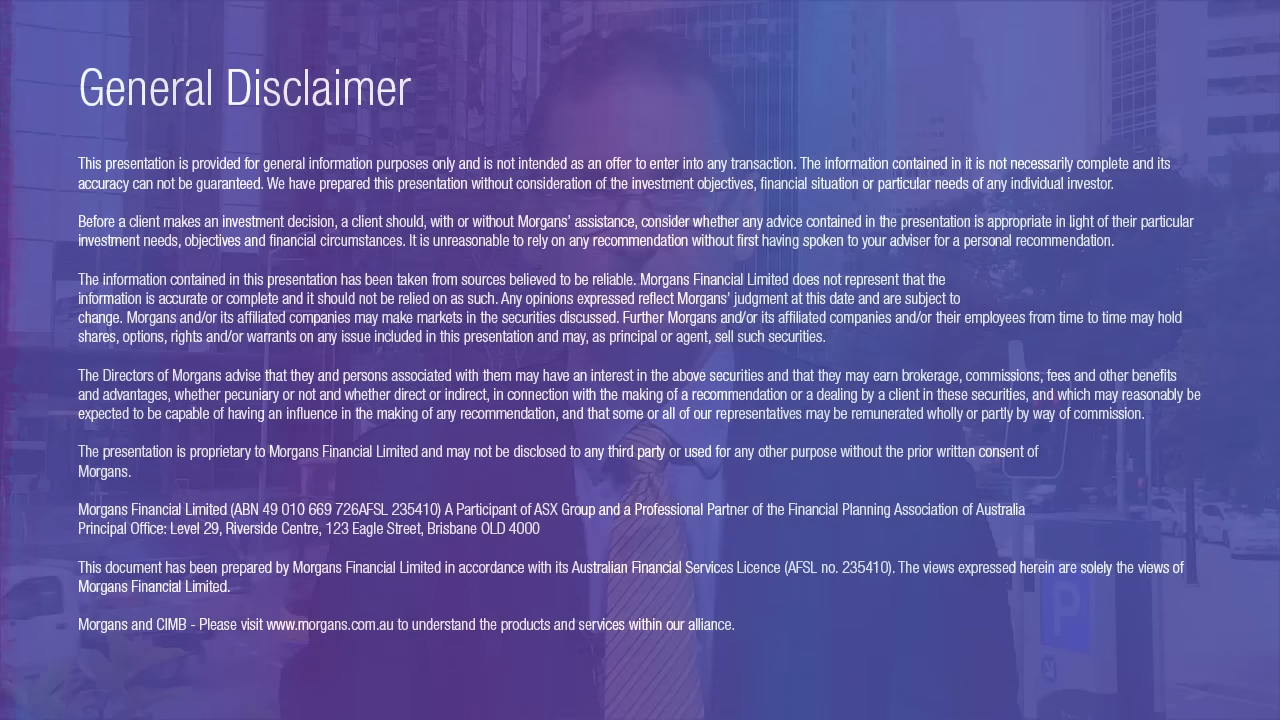 General Disclaimer
This presentation is provided for general information purposes only and is not intended as an offer to enter into any transaction. The information contained in it is not necessarily complete and its
accuracy can not be guaranteed. We have prepared this presentation without consideration of the investment objectives, financial situation or particular needs of any individual investor.
Before a client makes an investment decision, a client should, with or without Morgans' assistance, consider whether any advice contained in the presentation is appropriate in light of their particular
investment needs, objectives and financial circumstances. It is unreasonable to rely on any recommendation without first having spoken to your adviser for a personal recommendation.
The information contained in this presentation has been taken from sources believed to be reliable. Morgans Financial Limited does not represent that the
information is accurate or complete and it should not be relied on as such. Any opinions expressed reflect Morgans' judgment at this date and are subject to
change. Morgans and/or its affiliated companies may make markets in the securities discussed. Further Morgans and/or its affiliated companies and/or their employees from time to time may hold
shares, options, rights and/or warrants on any issue included in this presentation and may, as principal or agent, sell such securities.
The Directors of Morgans advise that they and persons associated with them may have an interest in the above securities and that they may earn brokerage, commissions, fees and other benefits
and advantages, whether pecuniary or not and whether direct or indirect, in connection with the making of a recommendation or a dealing by a client in these securities, and which may reasonably be
expected to be capable of having an influence in the making of any recommendation, and that some or all of our representatives may be remunerated wholly or partly by way of commission.
The presentation is proprietary to Morgans Financial Limited and may not be disclosed to any third party or used for any other purpose without the prior written consent of
Morgans.
Morgans Financial Limited (ABN 49 010 669 726AFSL 235410) A Participant of ASX Group and a Professional Partner of the Financial Planning Association of Australia
Principal Office: Level 29, Riverside Centre, 123 Eagle Street, Brisbane OLD 4000
This document has been prepared by Morgans Financial Limited in accordance with its Australian Financial Services Licence (AFSL no. 235410). The views expressed herein are solely the views of
Morgans Financial Limited.
Morgans and CIMB - Please visit www.morgans.com.au to understand the products and services within our alliance.
P